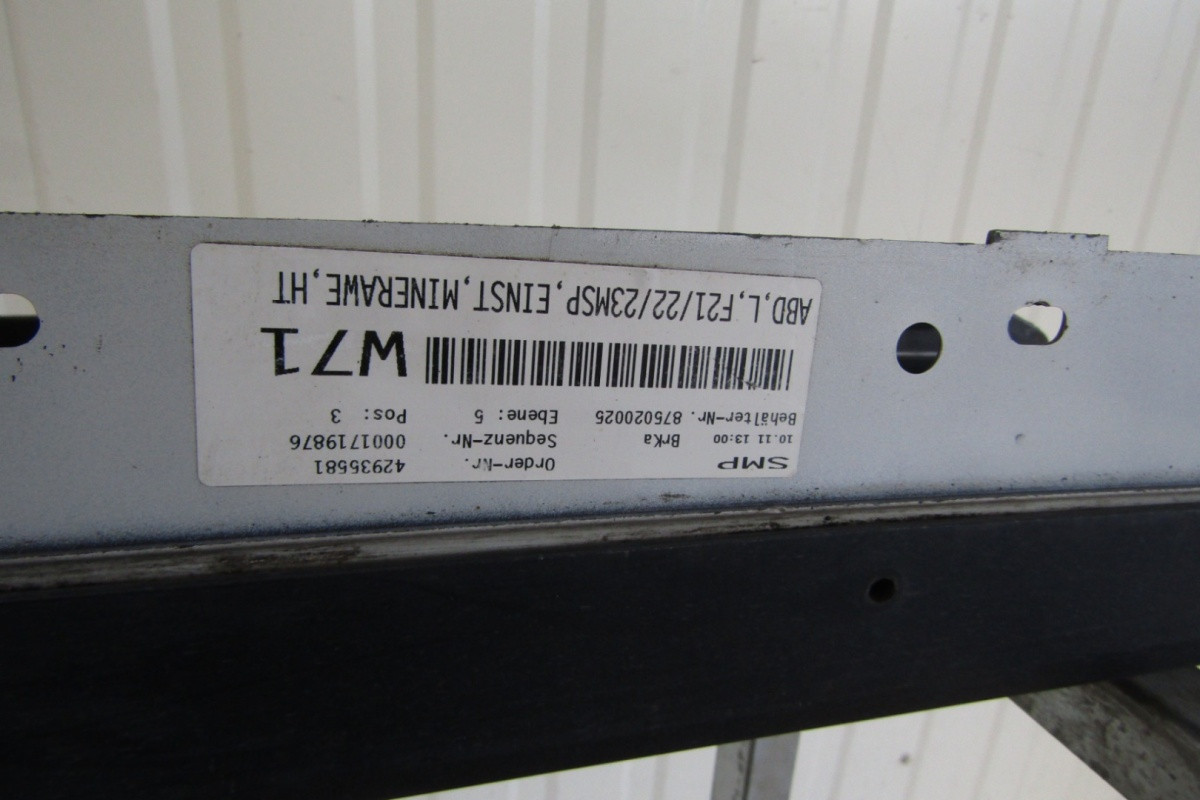 SMP Order-Nr. 42935581
10.11 13:00 BrKa Sequenz-Nr. 0001719876
Behälter-Nr. 875020025 Ebene: 5 Pos: 3
W71
ABD,L,F21/22/23MSP,EINST,MINERAWE,HT